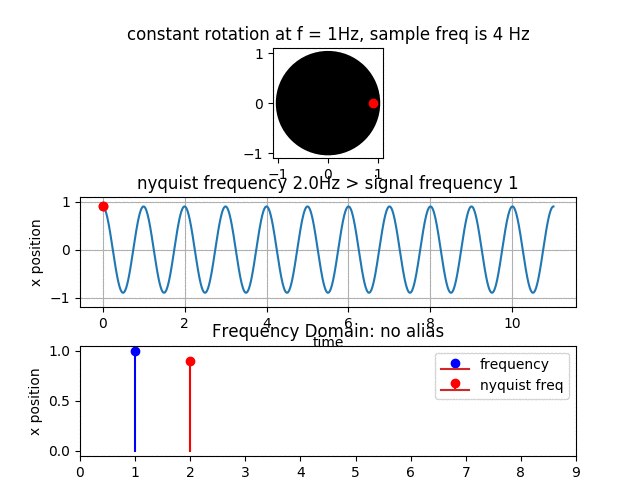 constant rotation at f = 1Hz, sample freq is 4 Hz
1
0
−1
−1 0 1
nyquist frequency 2.0Hz > signal frequency 1
1
0
−1
x position
0 2 4 6 8 10
time
Frequency Domain: no alias
1.0
0.5
0.0
x position
frequency
nyquist freq
0 1 2 3 4 5 6 7 8 9